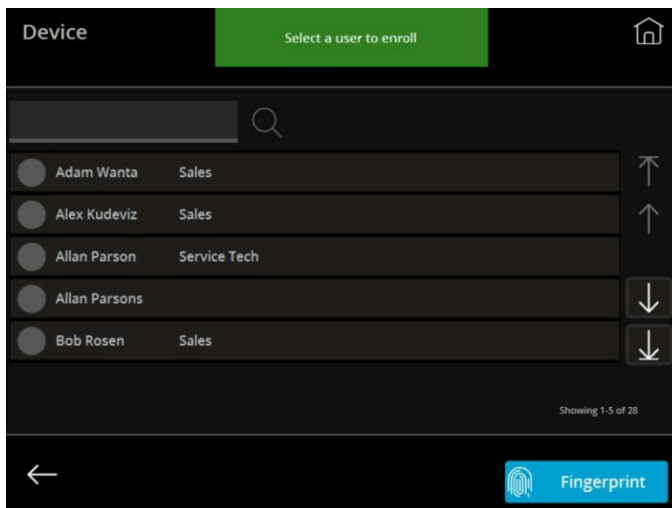 Device
Select a user to enroll
Adam Wanta Sales
Alex Kudeviz Sales
Allan Parson Service Tech
Allan Parsons
Bob Rosen Sales
Showing 1-5 of 28
Fingerprint